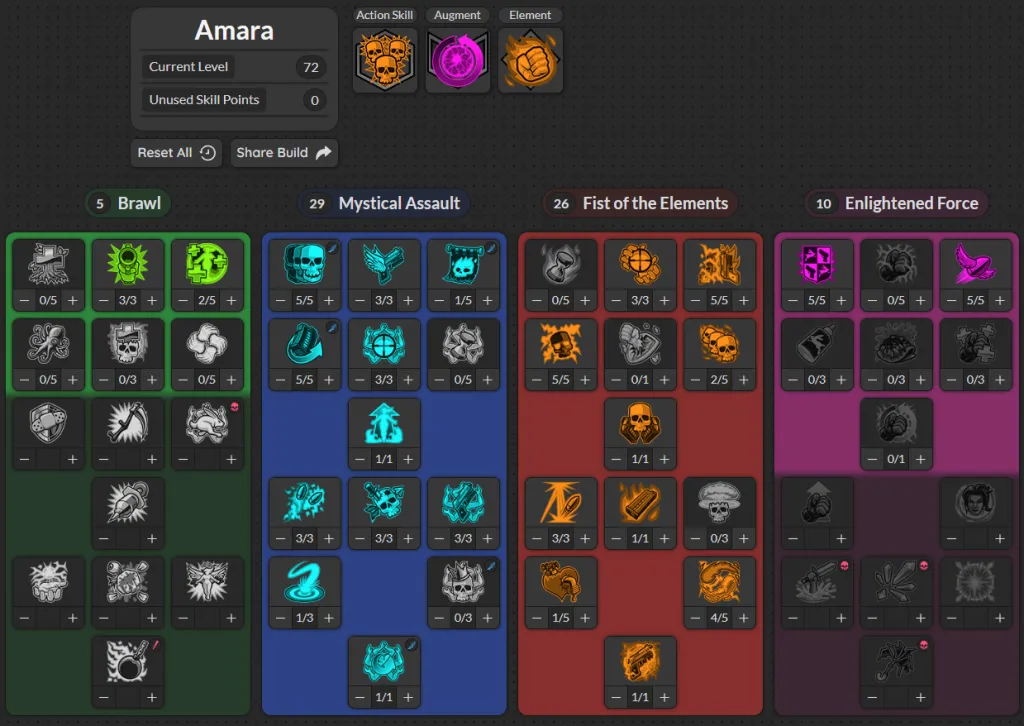 Amara
Action Skill Augment Element
Current Level 72
Unused Skill Points 0
Reset All Share Build
5 Brawl 29 Mystical Assault 26 Fist of the Elements 10 Enlightened Force
− 0/5 + − 3/3 + − 2/5 + − 5/5 + − 3/3 + − 1/5 + − 0/5 + − 3/3 + − 5/5 + − 5/5 + − 0/5 + − 5/5 +
− 0/5 + − 0/3 + − 0/5 + − 5/5 + − 3/3 + − 0/5 + − 5/5 + − 0/1 + − 2/5 + − 0/3 + − 0/3 + − 0/3 +
− + − + − + − 1/1 + − 1/1 + − 0/1 +
− + − 3/3 + − 3/3 + − 3/3 + − 3/3 + − 1/1 + − 0/3 + − + − +
− + − + − + − 1/3 + − 0/3 + − 1/5 + − 4/5 + − + − + − +
− + − 1/1 + − 1/1 + − +